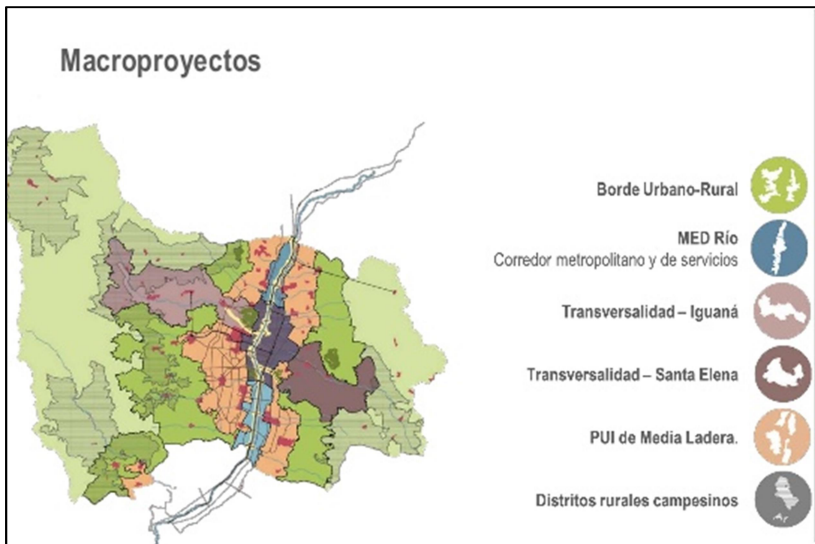 Macroproyectos
Borde Urbano-Rural
MED Río
Corredor metropolitano y de servicios
Transversalidad – Iguaná
Transversalidad – Santa Elena
PUI de Media Ladera.
Distritos rurales campesinos